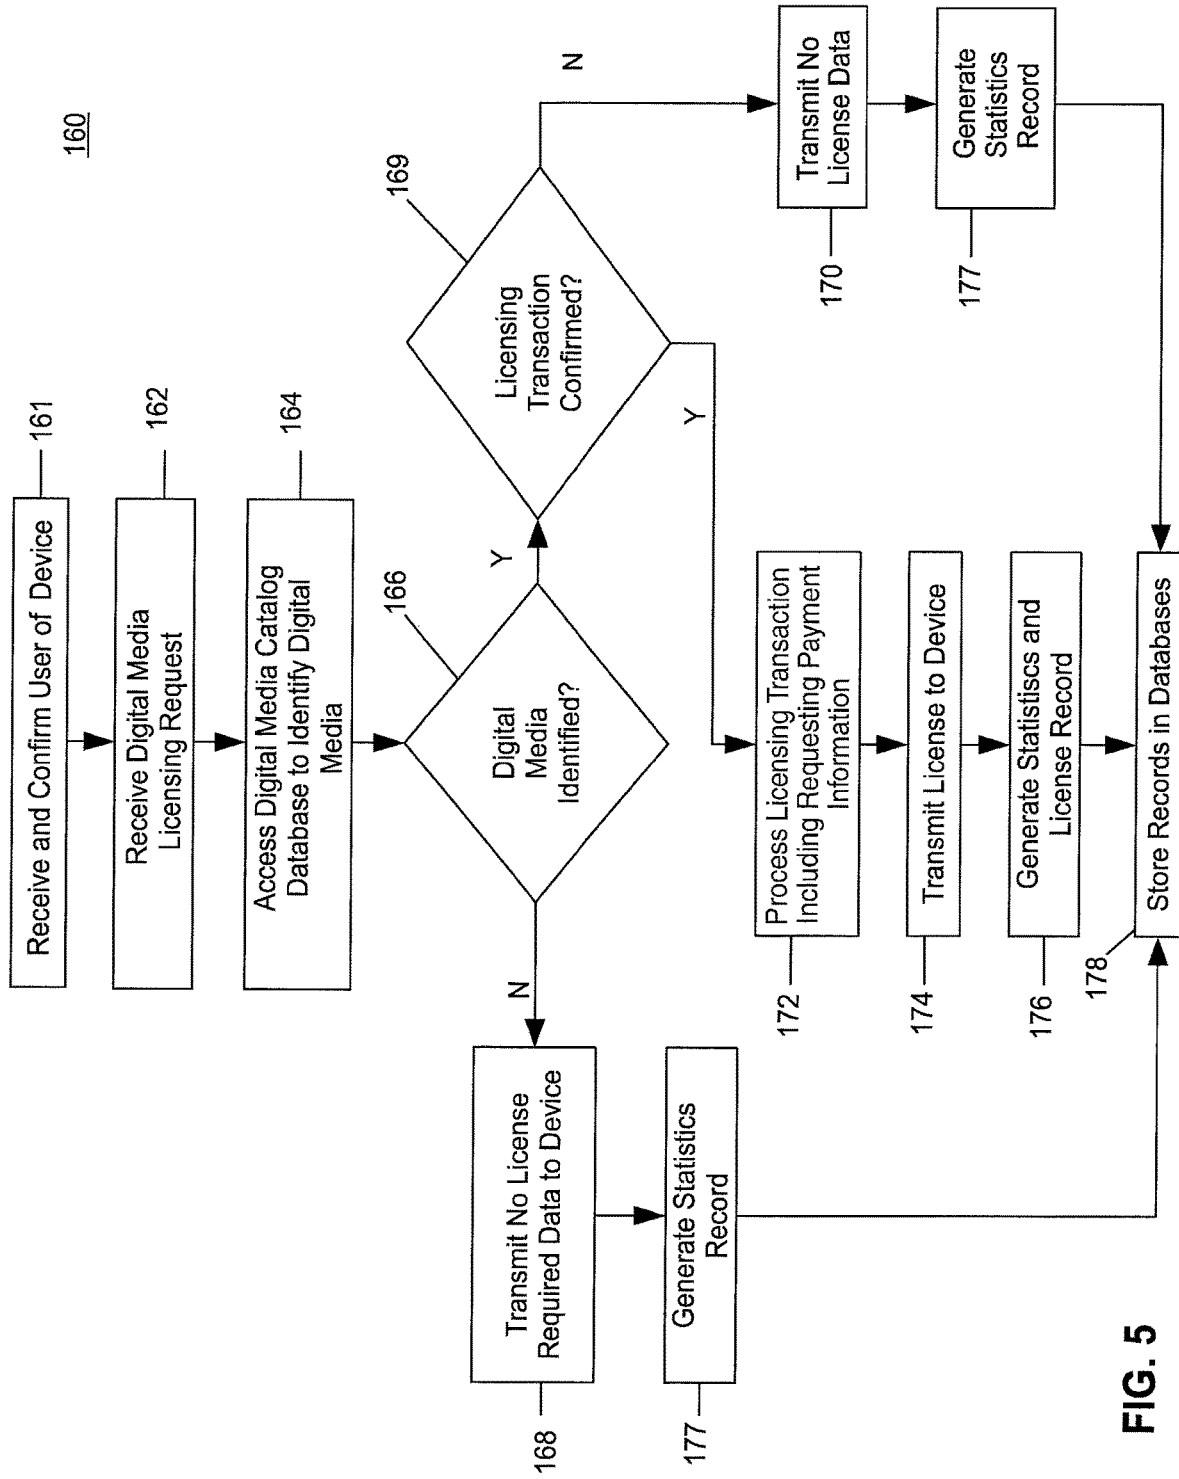 160
Receive and Confirm User of Device
161
Receive Digital Media
Licensing Request
162
Access Digital Media Catalog
Database to Identify Digital
Media
164
Digital
Media
Identified?
166
Y
N
Licensing
Transaction
Confirmed?
169
N
Y
Transmit No License
Required Data to Device
168
Generate Statistics
Record
177
Process Licensing Transaction
Including Requesting Payment
Information
172
Transmit License to Device
174
Generate Statistiscs and
License Record
176
Transmit No
License Data
170
Generate
Statistics
Record
177
Store Records in Databases
178
FIG. 5